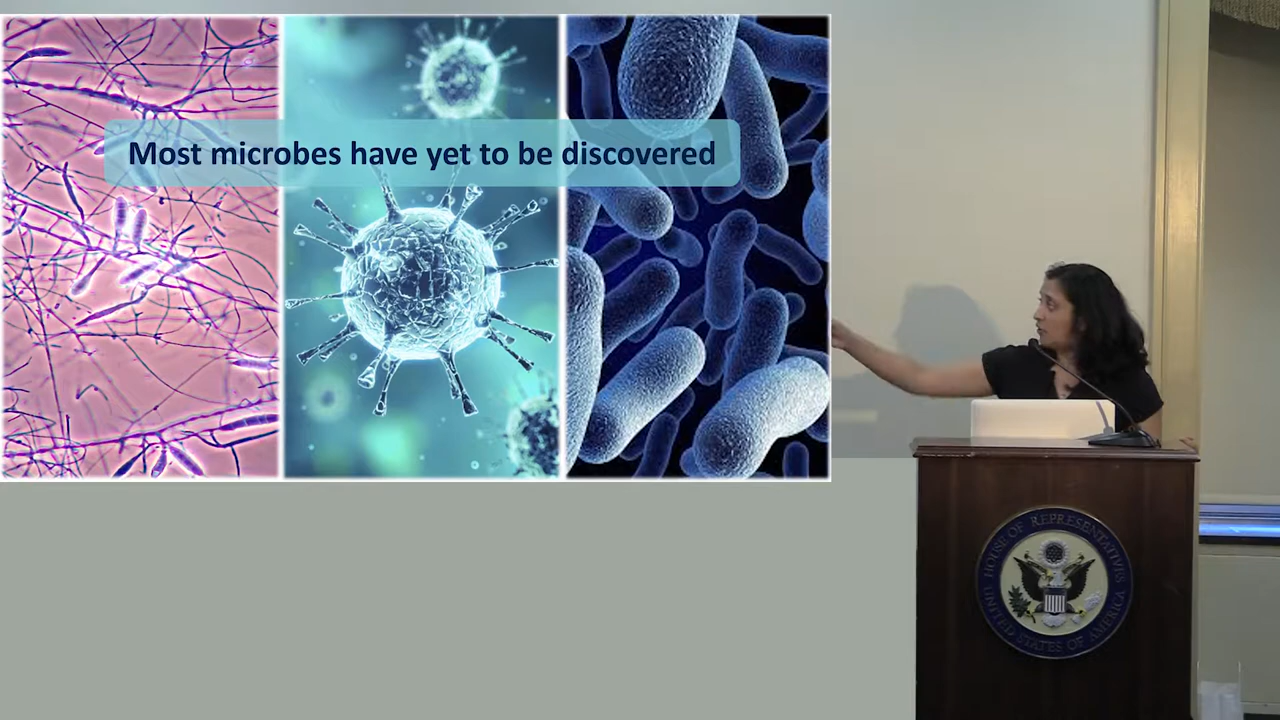 Most microbes have yet to be discovered
HOUSE OF REPRESENTATIVES
UNITED STATES OF AMERICA